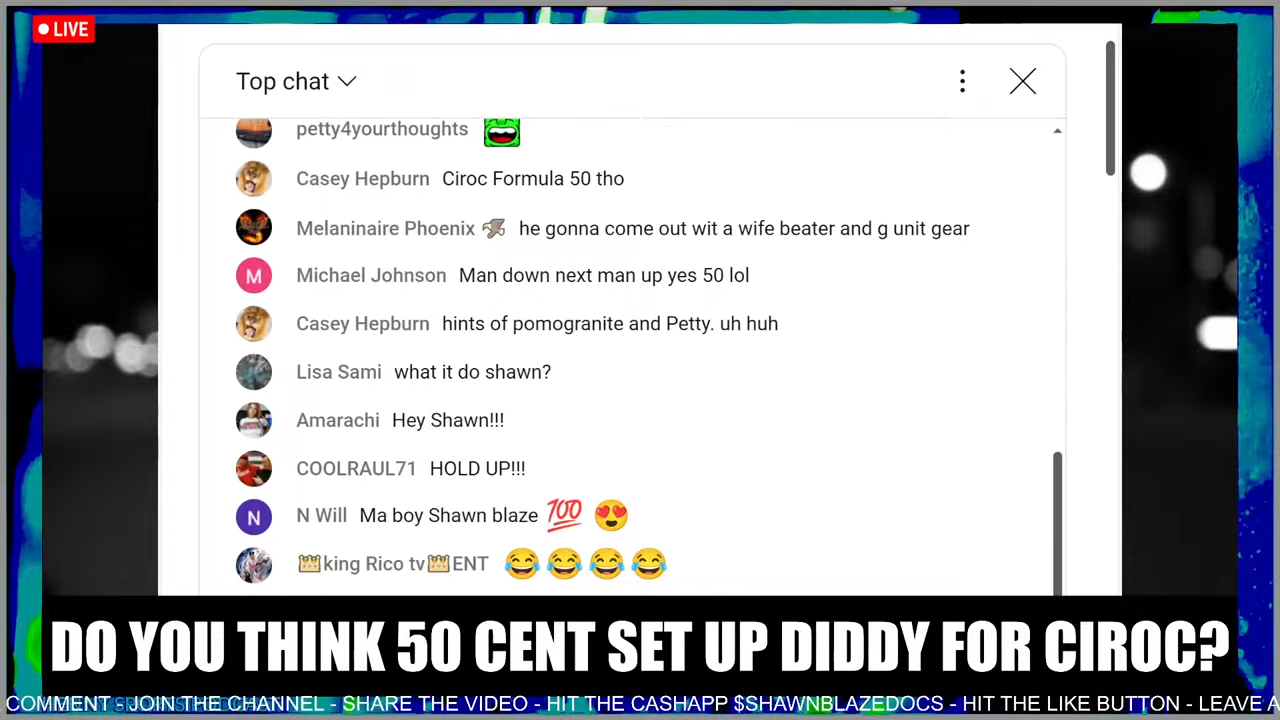 LIVE
Top chat
petty4yourthoughts
Casey Hepburn Ciroc Formula 50 tho
Melaninaire Phoenix he gonna come out wit a wife beater and g unit gear
M Michael Johnson Man down next man up yes 50 lol
Casey Hepburn hints of pomogranite and Petty. uh huh
Lisa Sami what it do shawn?
Amarachi Hey Shawn!!!
COOLRAUL71 HOLD UP!!!
N N Will Ma boy Shawn blaze 💯 😍
👑king Rico tv👑ENT 😂 😂 😂 😂
DO YOU THINK 50 CENT SET UP DIDDY FOR CIROC?
COMMENT - JOIN THE CHANNEL - SHARE THE VIDEO - HIT THE CASHAPP $SHAWNBLAZEDOCS - HIT THE LIKE BUTTON - LEAVE A